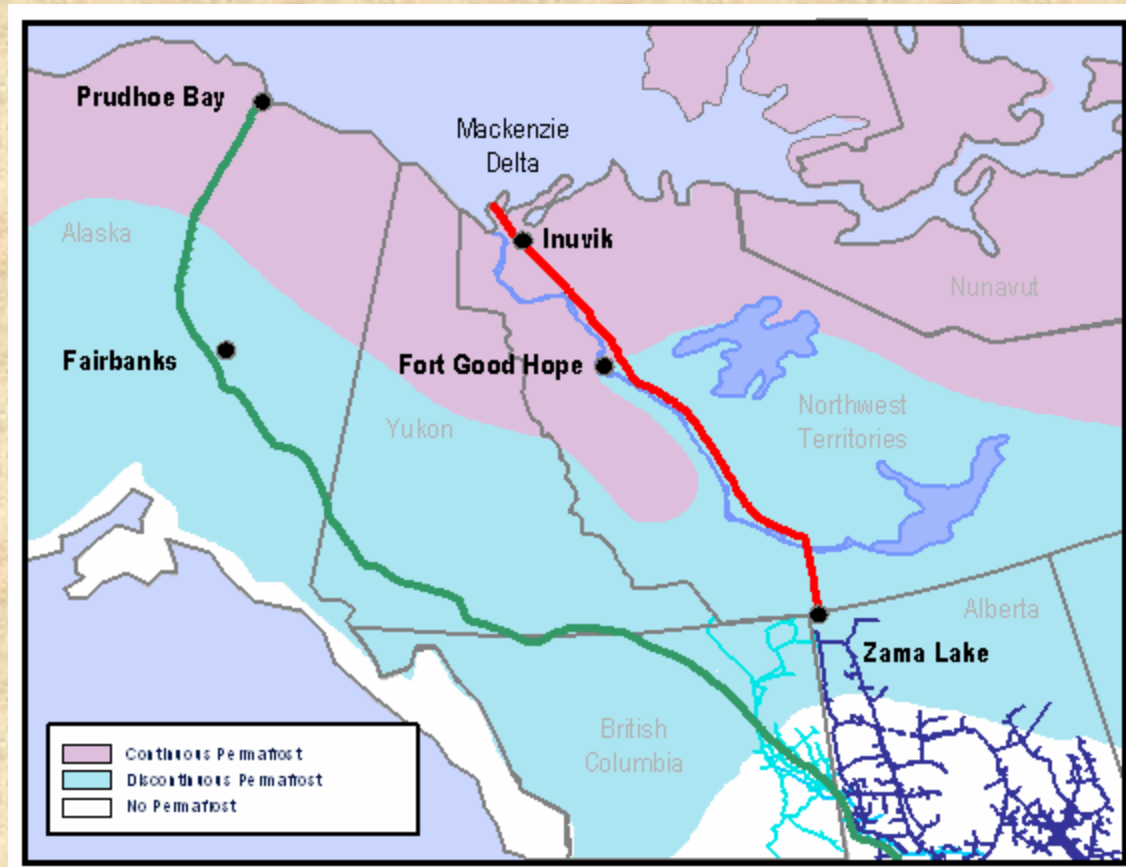 Prudhoe Bay
Mackenzie
Delta
Alaska
Inuvik
Nunavut
Fairbanks
Fort Good Hope
Yukon
Northwest
Territories
Alberta
Zama Lake
British
Columbia
Continuous Permafrost
Discontinuous Permafrost
No Permafrost